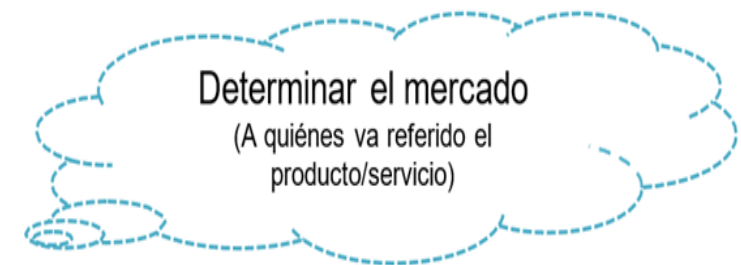 Determinar el mercado
(A quiénes va referido el
producto/servicio)